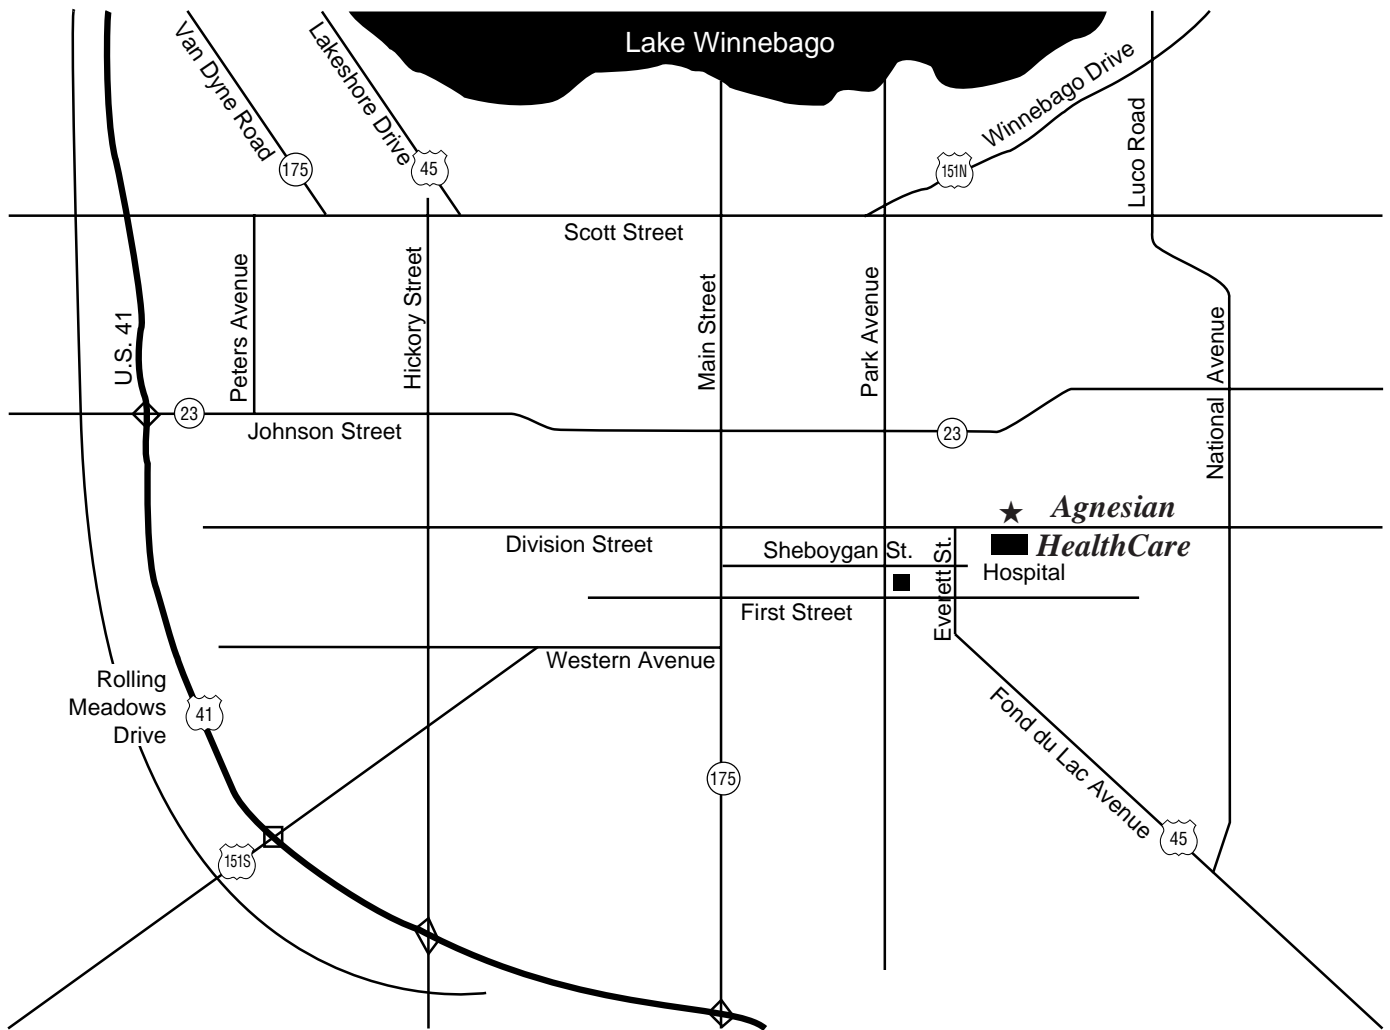 Lake Winnebago
Van Dyne Road
Lakeshore Drive
Winnebago Drive
Luco Road
175
45
151N
Scott Street
U.S. 41
Peters Avenue
Hickory Street
Main Street
Park Avenue
National Avenue
23
Johnson Street
23
Agnesian
HealthCare
Division Street
Sheboygan St.
Everett St.
Hospital
First Street
Western Avenue
Rolling
Meadows
Drive
41
Fond du Lac Avenue
175
151S
45